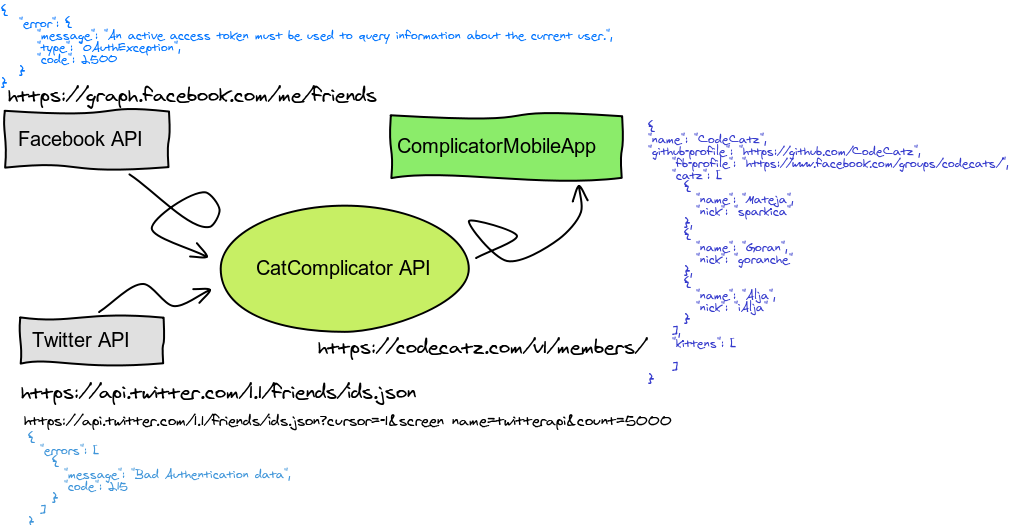 {
"error": {
"message": "An active access token must be used to query information about the current user.",
"type": "OAuthException",
"code": 2500
}
}
https://graph.facebook.com/me/friends
Facebook API
ComplicatorMobileApp
CatComplicator API
Twitter API
https://codecatz.com/v1/members/
{
"name": "CodeCatz",
"github-profile": "https://github.com/CodeCatz",
"fb-profile": "https://www.facebook.com/groups/codecats/",
"catz": [
{
"name": "Mateja",
"nick": "sparkica"
},
{
"name": "Goran",
"nick": "goranche"
},
{
"name": "Alja",
"nick": "iAlja"
}
],
"kittens": [
]
}
https://api.twitter.com/1.1/friends/ids.json
https://api.twitter.com/1.1/friends/ids.json?cursor=-1&screen name=twitterapi&count=5000
{
"errors": [
{
"message": "Bad Authentication data",
"code": 215
}
]
}